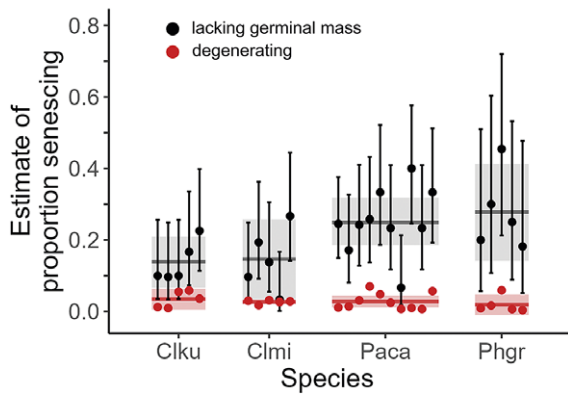 0.8
lacking germinal mass
degenerating
0.6
0.4
0.2
0.0
Estimate of
proportion senescing
Clku Clmi Paca Phgr
Species